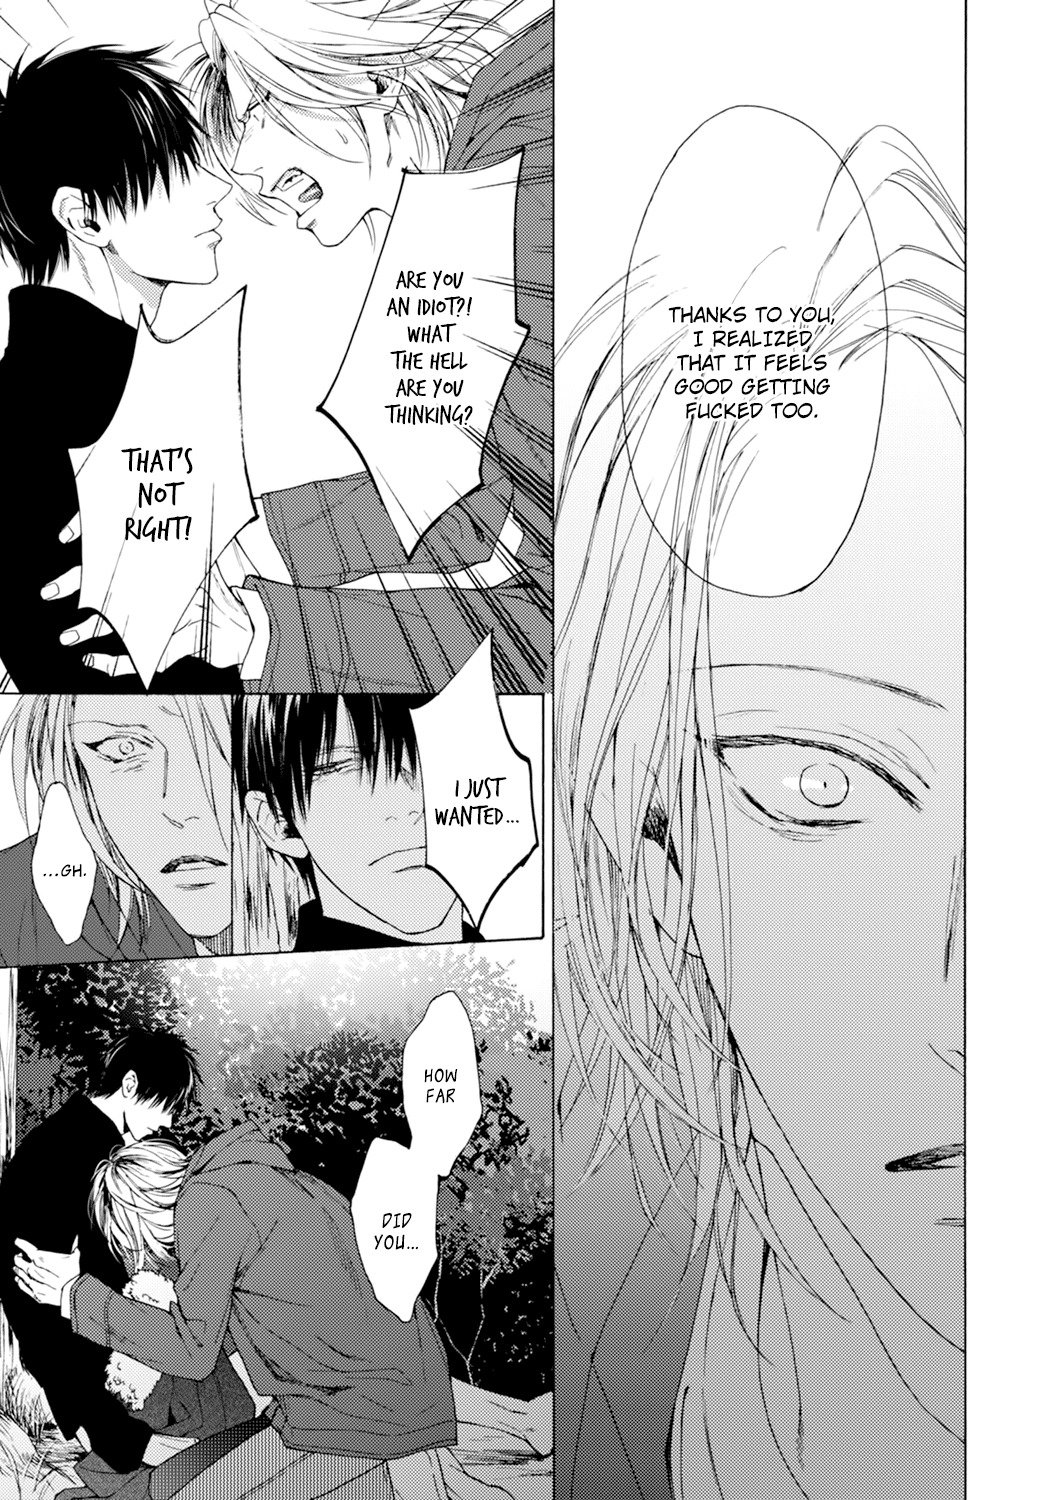 THANKS TO YOU,
I REALIZED
THAT IT FEELS
GOOD GETTING
FUCKED TOO.
ARE YOU
AN IDIOT?!
WHAT
THE HELL
ARE YOU
THINKING?
THAT'S
NOT
RIGHT!
I JUST
WANTED...
...GH.
HOW
FAR
DID
YOU...